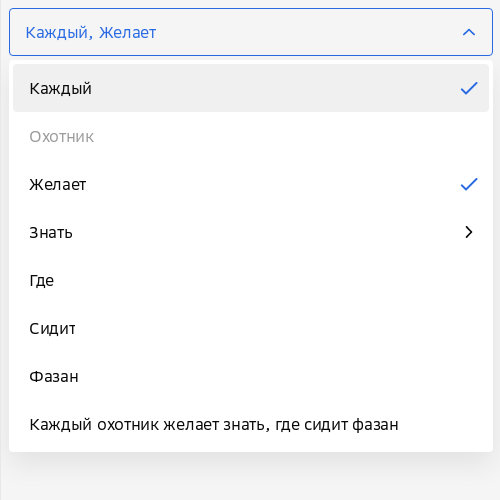 Каждый, Желает
Каждый
Охотник
Желает
Знать
Где
Сидит
Фазан
Каждый охотник желает знать, где сидит фазан